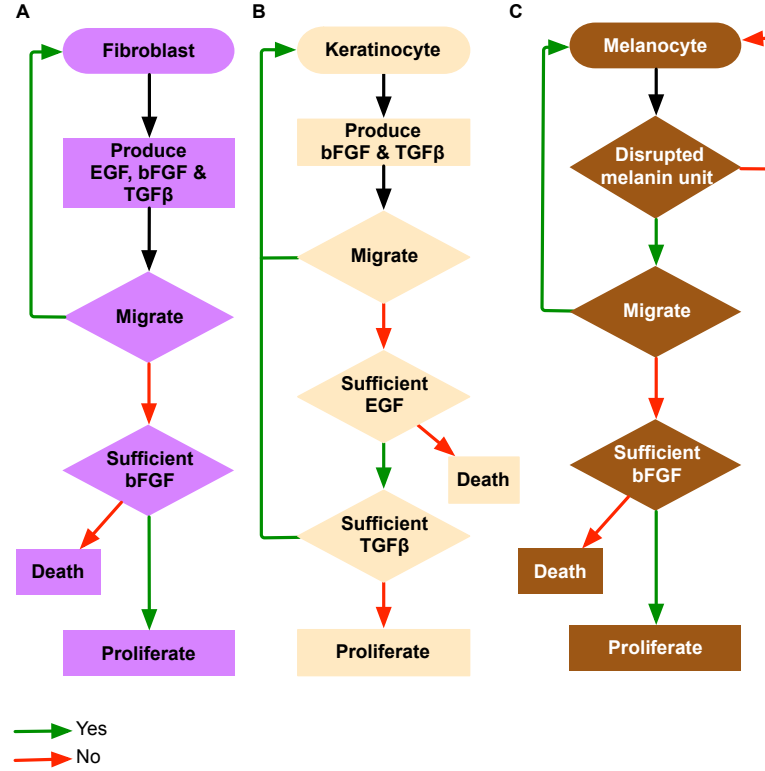 A
Fibroblast
Produce
EGF, bFGF &
TGFβ
Migrate
Sufficient
bFGF
Death
Proliferate
B
Keratinocyte
Produce
bFGF & TGFβ
Migrate
Sufficient
EGF
Death
Sufficient
TGFβ
Proliferate
C
Melanocyte
Disrupted
melanin unit
Migrate
Sufficient
bFGF
Death
Proliferate
Yes
No